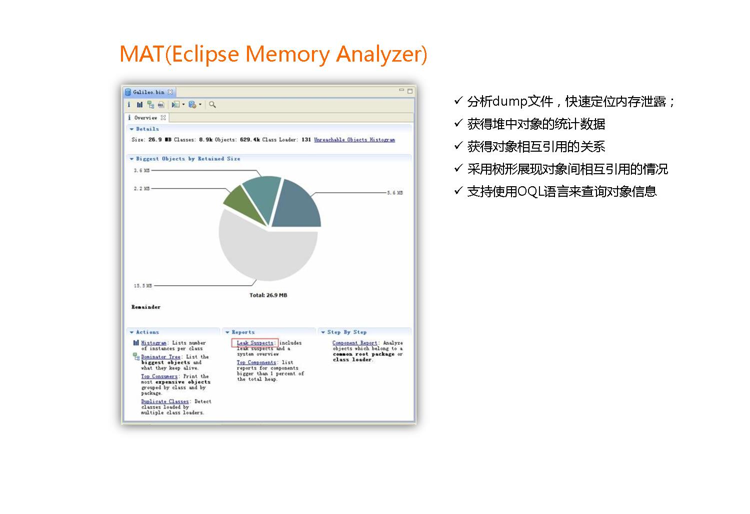 MAT(Eclipse Memory Analyzer)
Galileo.bin
i Overview
Details
Size: 26.9 MB Classes: 8.9k Objects: 629.4k Class Loader: 131 Unreachable Objects Histogram
Biggest Objects by Retained Size
3.6 MB
2.2 MB
5.6 MB
15.5 MB
Total: 26.9 MB
Remainder
Actions
Histogram: Lists number
of instances per class
Dominator Tree: List the
biggest objects and
what they keep alive.
Top Consumers: Print the
most expensive objects
grouped by class and by
package.
Duplicate Classes: Detect
classes loaded by
multiple class loaders.
Reports
Leak Suspects: includes
leak suspects and a
system overview
Top Components: list
reports for components
bigger than 1 percent of
the total heap.
Step By Step
Component Report: Analyze
objects which belong to a
common root package or
class loader.
✓ 分析dump文件，快速定位内存泄露；
✓ 获得堆中对象的统计数据
✓ 获得对象相互引用的关系
✓ 采用树形展现对象间相互引用的情况
✓ 支持使用OQL语言来查询对象信息